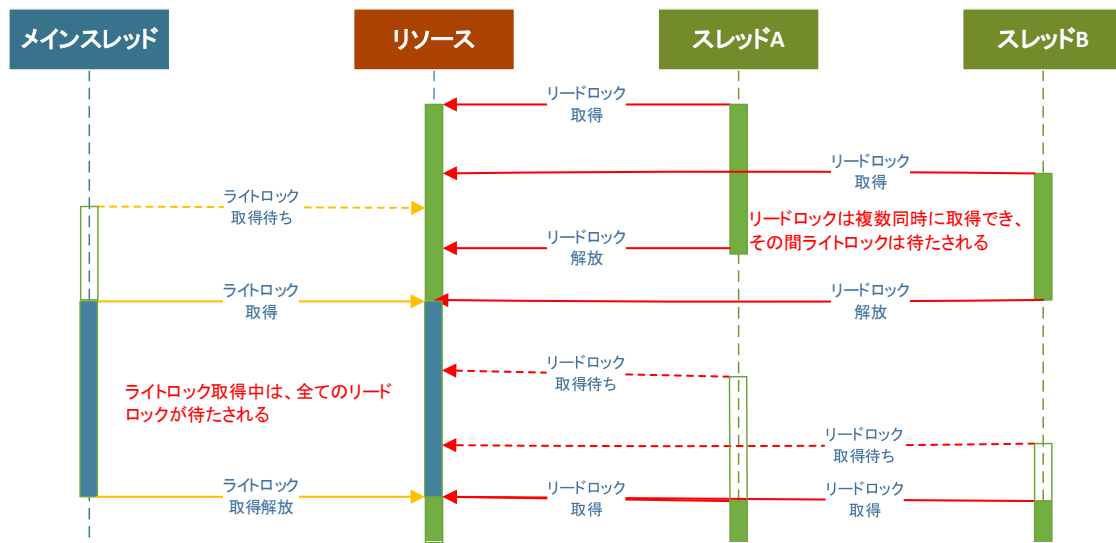 メインスレッド
リソース
スレッドA
スレッドB
リードロック
取得
リードロック
取得
ライトロック
取得待ち
リードロックは複数同時に取得でき、
その間ライトロックは待たされる
リードロック
解放
ライトロック
取得
リードロック
解放
リードロック
取得待ち
ライトロック取得中は、全てのリード
ロックが待たされる
リードロック
取得待ち
ライトロック
取得解放
リードロック
取得
リードロック
取得